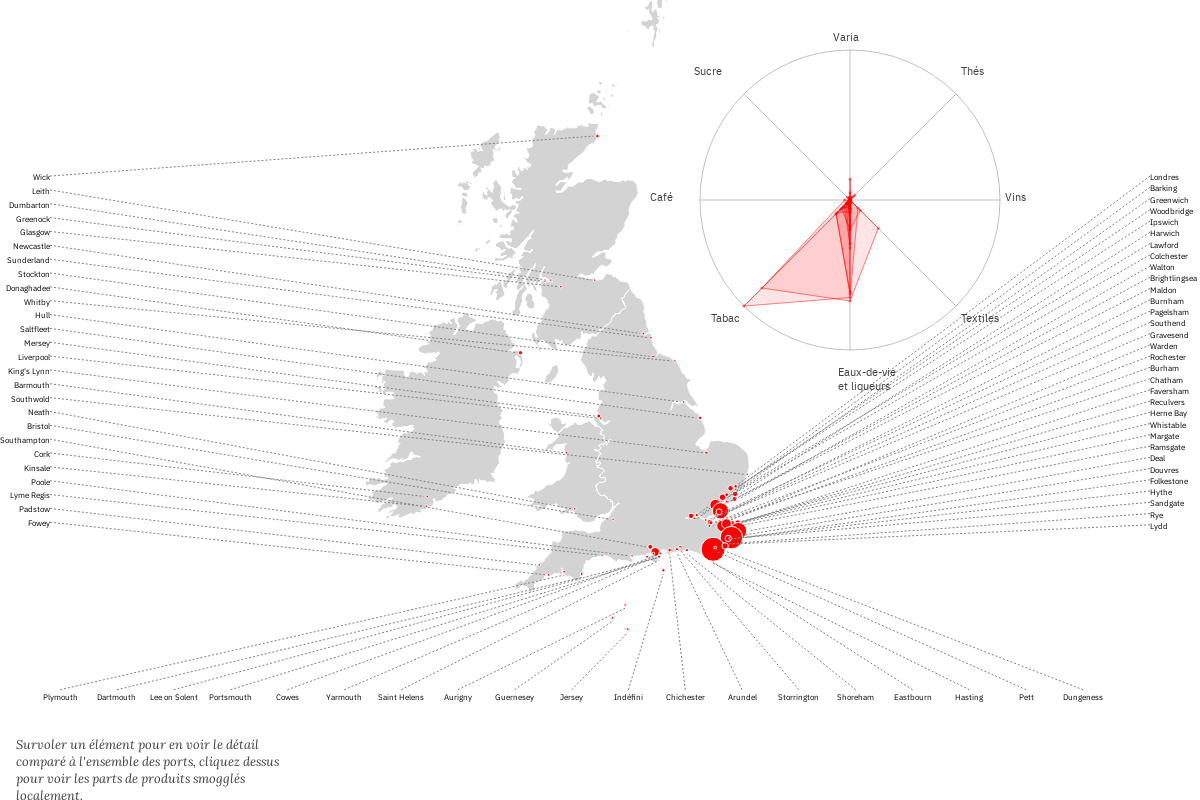 Varia
Sucre
Thés
Café
Vins
Tabac
Textiles
Eaux-de-vie
et liqueurs
Wick
Leith
Dumbarton
Greenock
Glasgow
Newcastle
Sunderland
Stockton
Donaghadee
Whitby
Hull
Saltfleet
Mersey
Liverpool
King's Lynn
Barmouth
Southwold
Neath
Bristol
Southampton
Cork
Kinsale
Poole
Lyme Regis
Padstow
Fowey
Londres
Barking
Greenwich
Woodbridge
Ipswich
Harwich
Lawford
Colchester
Walton
Brightlingsea
Maldon
Burnham
Pagelsham
Southend
Gravesend
Warden
Rochester
Burham
Chatham
Faversham
Reculvers
Herne Bay
Whistable
Margate
Ramsgate
Deal
Douvres
Folkestone
Hythe
Sandgate
Rye
Lydd
Plymouth
Dartmouth
Lee on Solent
Portsmouth
Cowes
Yarmouth
Saint Helens
Aurigny
Guernesey
Jersey
Indéfini
Chichester
Arundel
Storrington
Shoreham
Eastbourn
Hasting
Pett
Dungeness
Survoler un élément pour en voir le détail
comparé à l'ensemble des ports, cliquez dessus
pour voir les parts de produits smogglés
localement.